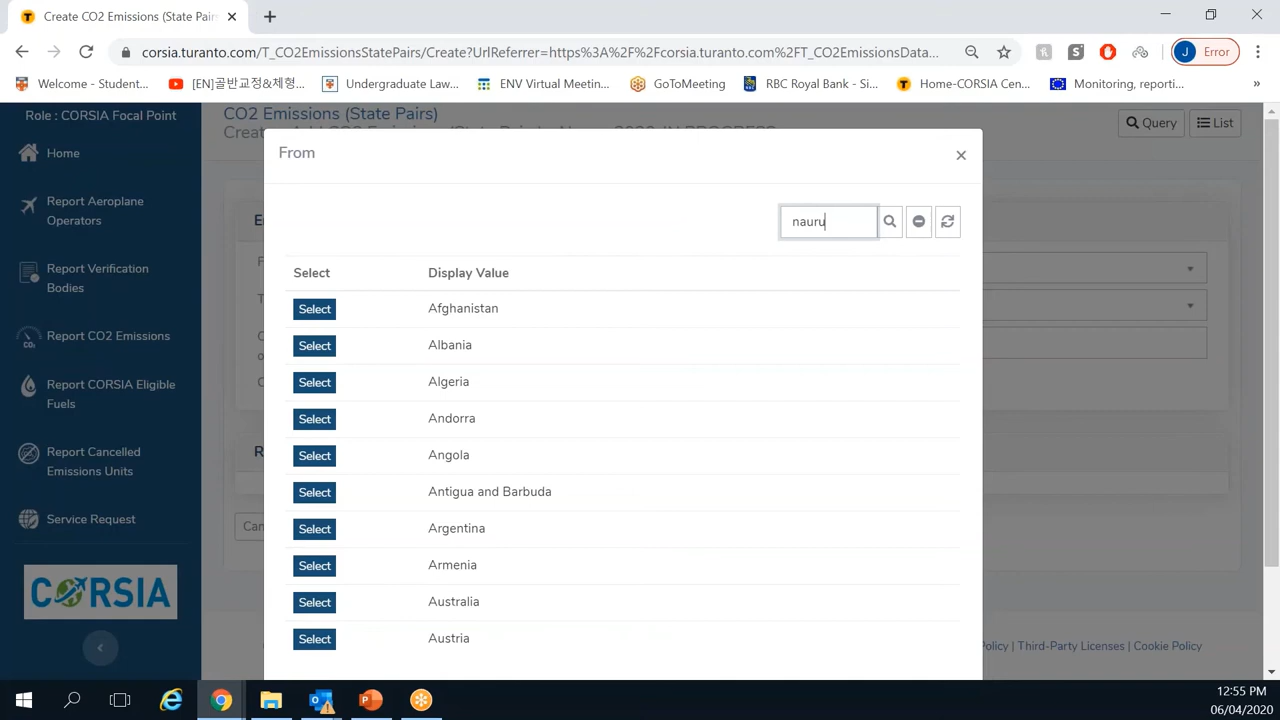 Create CO2 Emissions (State Pair
corsia.turanto.com/T_CO2EmissionsStatePairs/Create?UrlReferrer=https%3A%2F%2Fcorsia.turanto.com%2FT_CO2EmissionsData...
J Error
Welcome - Student...
[EN]골반교정&체형...
Undergraduate Law...
ENV Virtual Meetin...
GoToMeeting
RBC Royal Bank - Si...
Home-CORSIA Cen...
Monitoring, reporti...
»
Role : CORSIA Focal Point
CO2 Emissions (State Pairs)
Query
List
Home
Report Aeroplane
Operators
Report Verification
Bodies
Report CO2 Emissions
Report CORSIA Eligible
Fuels
Report Cancelled
Emissions Units
Service Request
CORSIA
From
×
nauru
Select Display Value
Select Afghanistan
Select Albania
Select Algeria
Select Andorra
Select Angola
Select Antigua and Barbuda
Select Argentina
Select Armenia
Select Australia
Select Austria
Can
Policy | Third-Party Licenses | Cookie Policy
12:55 PM
06/04/2020